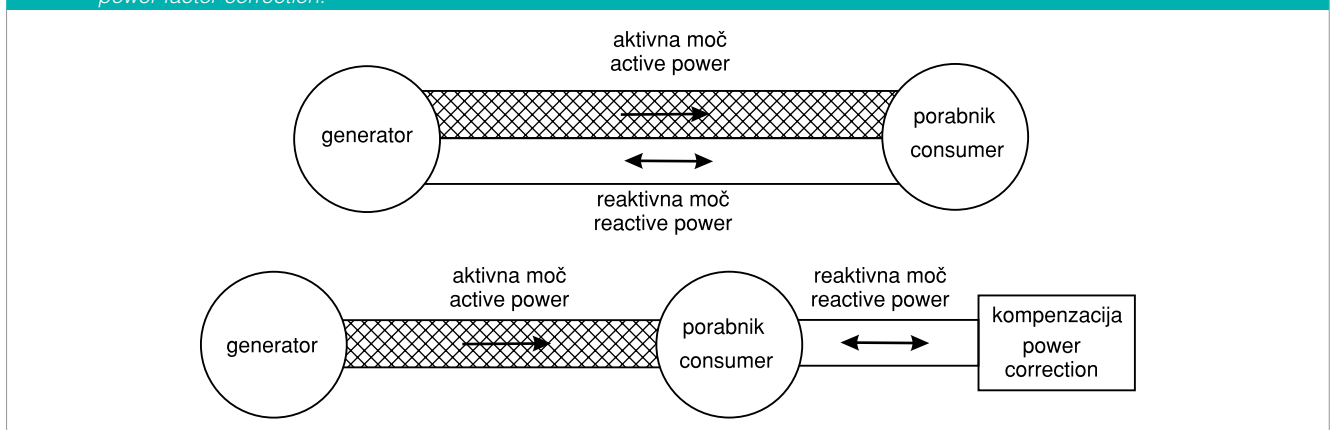 power factor correction.
aktivna moč
active power
generator
porabnik
consumer
reaktivna moč
reactive power
aktivna moč
active power
reaktivna moč
reactive power
generator
porabnik
consumer
kompenzacija
power
correction